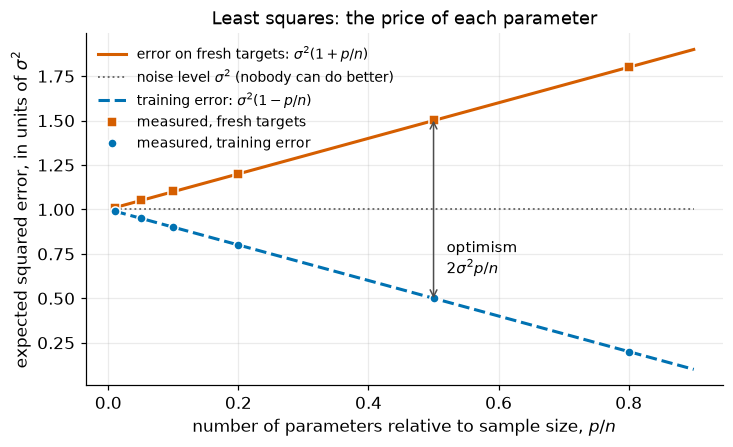 Least squares: the price of each parameter
error on fresh targets: σ²(1 + p/n)
noise level σ² (nobody can do better)
training error: σ²(1 − p/n)
measured, fresh targets
measured, training error
optimism
2σ²p/n
expected squared error, in units of σ²
1.75
1.50
1.25
1.00
0.75
0.50
0.25
0.0
0.2
0.4
0.6
0.8
number of parameters relative to sample size, p/n